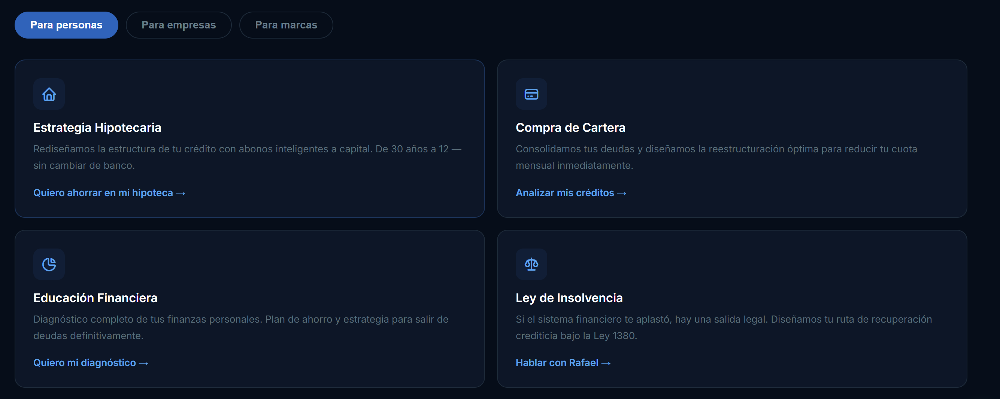 Para personas
Para empresas
Para marcas
Estrategia Hipotecaria
Rediseñamos la estructura de tu crédito con abonos inteligentes a capital. De 30 años a 12 —
sin cambiar de banco.
Quiero ahorrar en mi hipoteca →
Compra de Cartera
Consolidamos tus deudas y diseñamos la reestructuración óptima para reducir tu cuota
mensual inmediatamente.
Analizar mis créditos →
Educación Financiera
Diagnóstico completo de tus finanzas personales. Plan de ahorro y estrategia para salir de
deudas definitivamente.
Quiero mi diagnóstico →
Ley de Insolvencia
Si el sistema financiero te aplastó, hay una salida legal. Diseñamos tu ruta de recuperación
crediticia bajo la Ley 1380.
Hablar con Rafael →